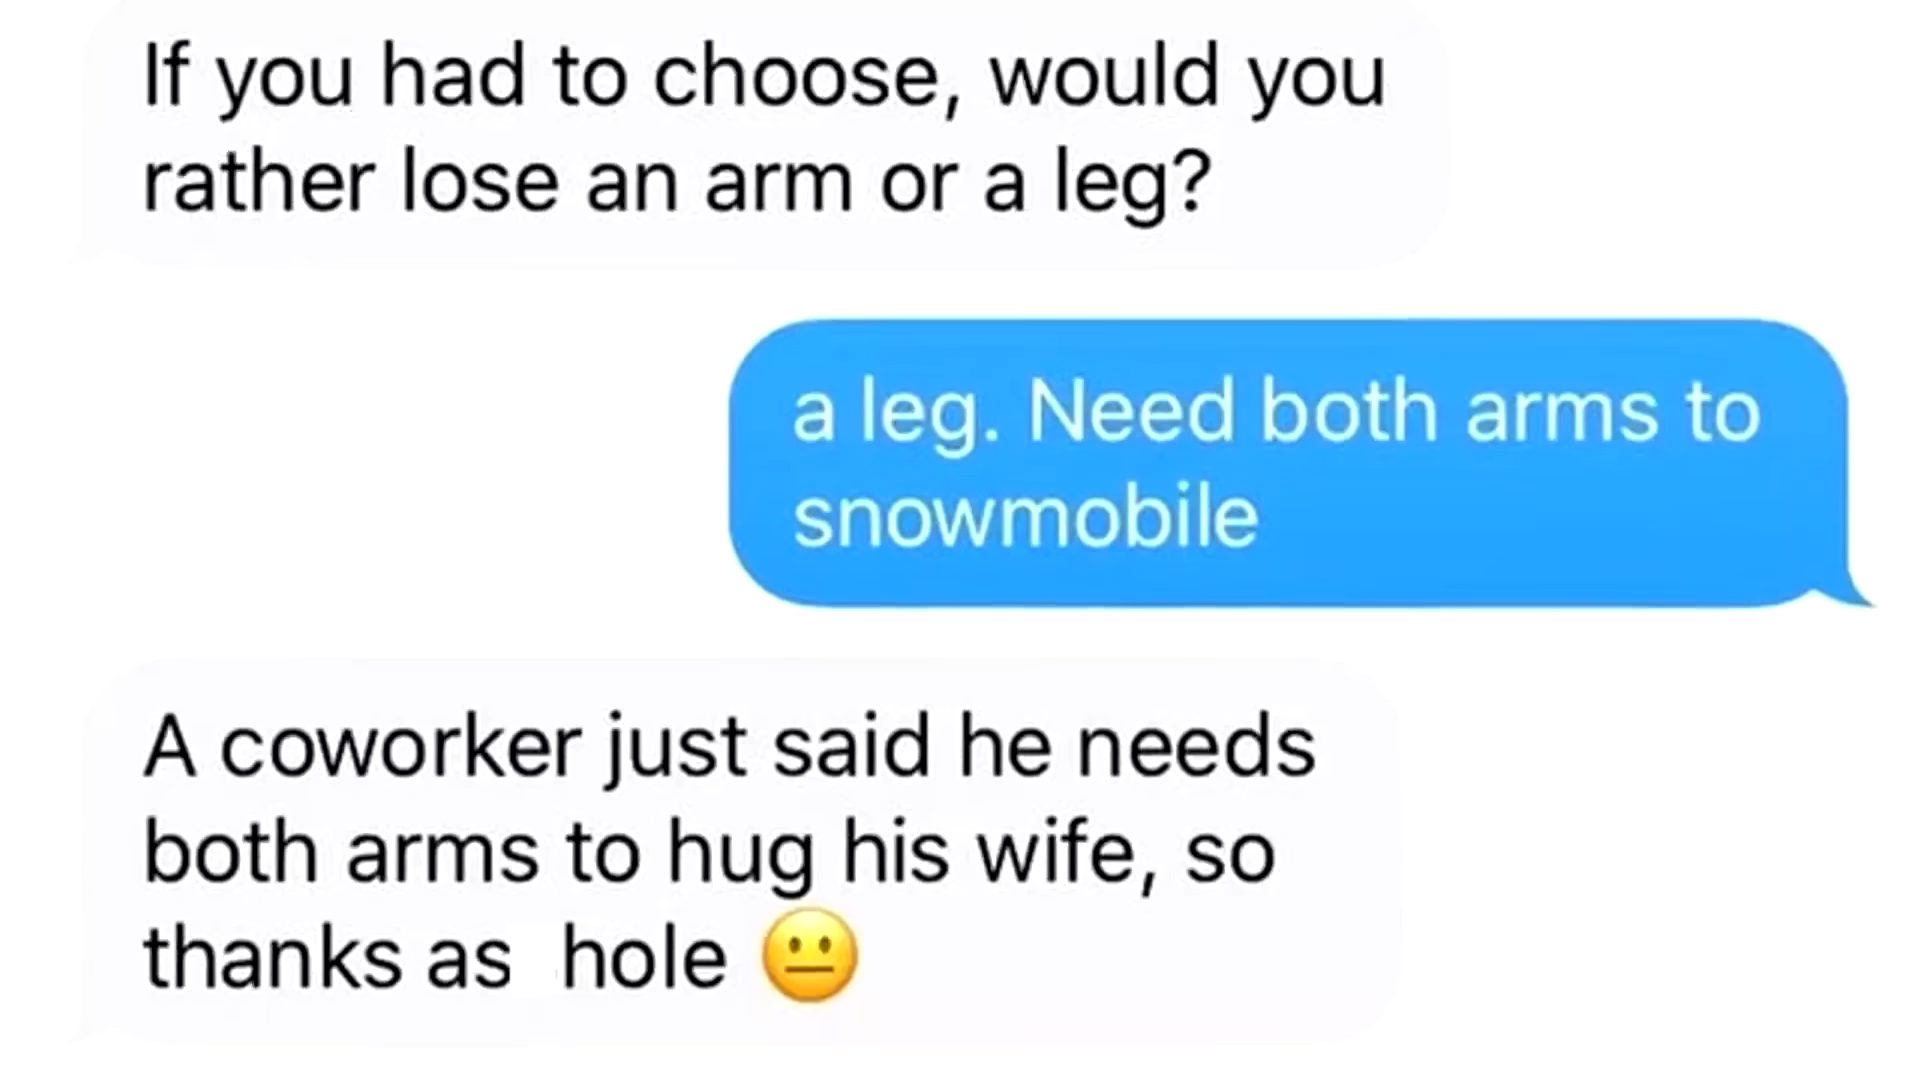 If you had to choose, would you
rather lose an arm or a leg?
a leg. Need both arms to
snowmobile
A coworker just said he needs
both arms to hug his wife, so
thanks as hole 😐